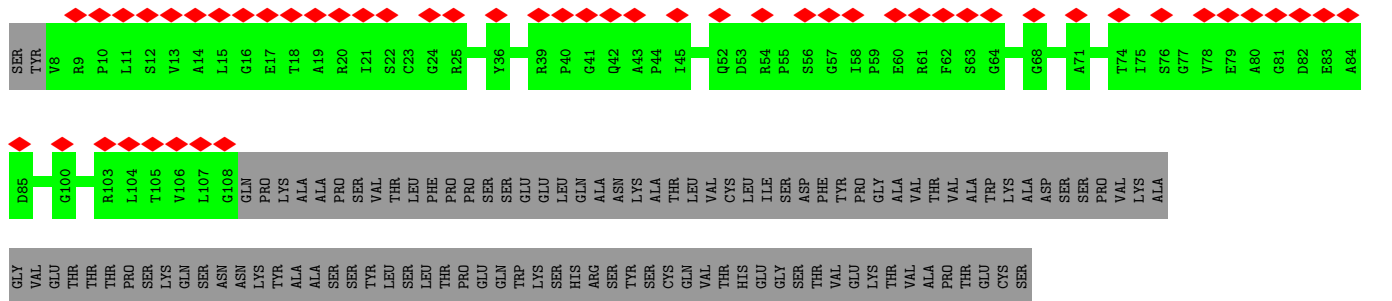 SER TYR V8 R9 P10 L11 S12 V13 A14 L15 G16 E17 T18 A19 R20 I21 S22 C23 G24 R25 Y36 R39 P40 G41 Q42 A43 P44 I45 Q52 D53 R54 P55 S56 G57 I58 P59 E60 R61 F62 S63 G64 G68 A71 T74 I75 S76 G77 V78 E79 A80 G81 D82 E83 A84
D85 G100 R103 L104 T105 V106 L107 G108 GLN PRO LYS ALA ALA PRO SER VAL THR LEU PHE PRO PRO SER SER GLU GLU LEU GLN ALA ASN LYS ALA THR LEU VAL CYS LEU ILE SER ASP PHE TYR PRO GLY ALA VAL THR VAL ALA TRP LYS ALA ASP SER SER PRO VAL LYS ALA
GLY VAL GLU THR THR THR PRO SER LYS GLN SER ASN ASN LYS TYR ALA ALA SER SER TYR LEU SER LEU THR PRO GLU GLN TRP LYS SER HIS ARG SER TYR SER CYS GLN VAL THR HIS GLU GLY SER THR VAL GLU LYS THR VAL ALA PRO THR GLU CYS SER